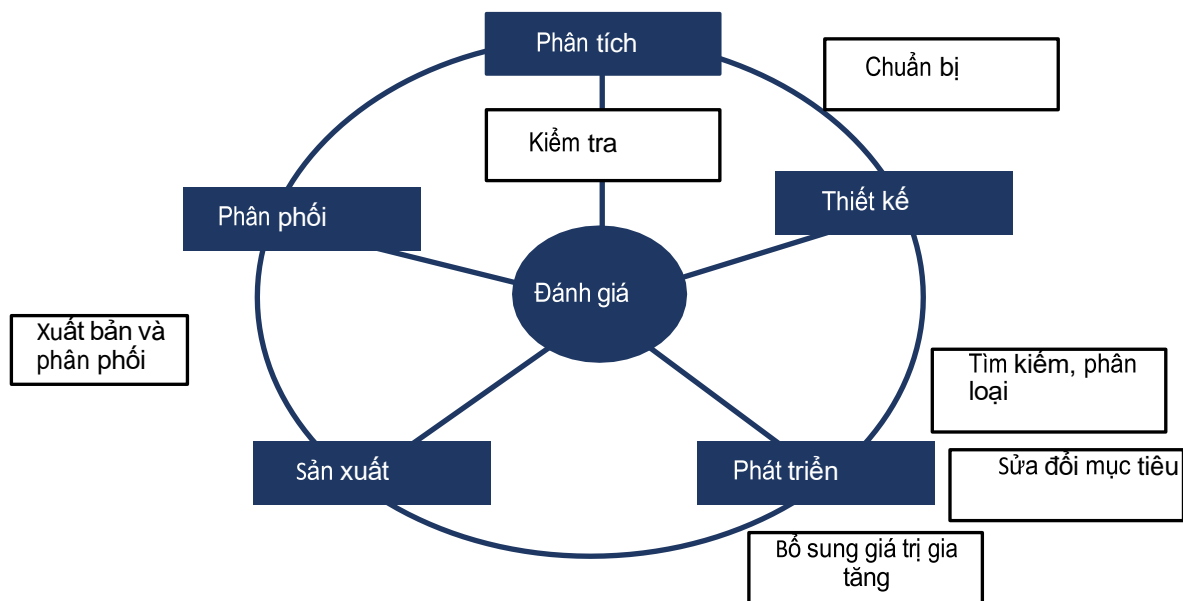 Phân tích
Chuẩn bị
Kiểm tra
Phân phối
Thiết kế
Đánh giá
Xuất bản và
phân phối
Tìm kiếm, phân
loại
Sản xuất
Phát triển
Sửa đổi mục tiêu
Bổ sung giá trị gia
tăng